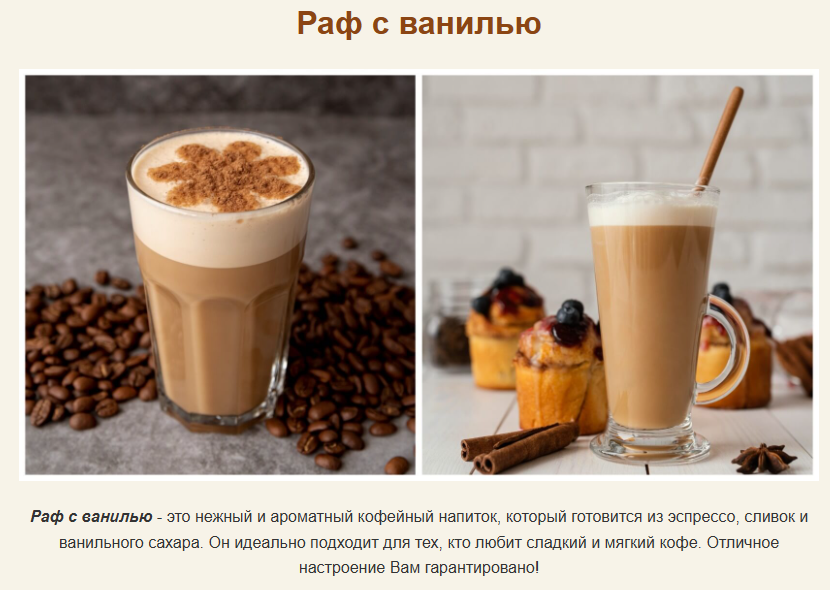 Раф с ванилью
Раф с ванилью - это нежный и ароматный кофейный напиток, который готовится из эспрессо, сливок и
ванильного сахара. Он идеально подходит для тех, кто любит сладкий и мягкий кофе. Отличное
настроение Вам гарантировано!